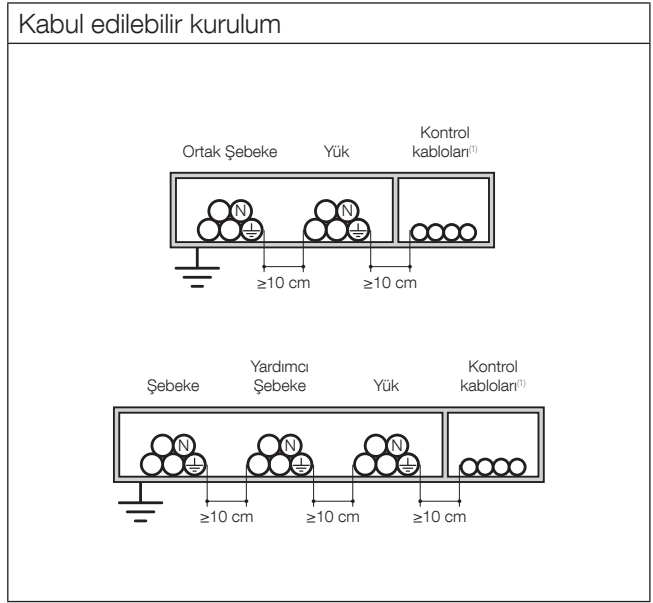 Kabul edilebilir kurulum
Ortak Şebeke
Yük
Kontrol
kabloları(1)
N
N
≥10 cm
≥10 cm
Şebeke
Yardımcı
Şebeke
Yük
Kontrol
kabloları(1)
N
N
N
≥10 cm
≥10 cm
≥10 cm